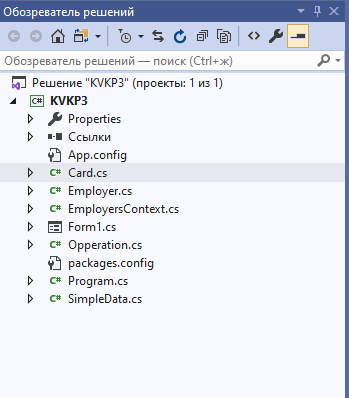 Обозреватель решений
Обозреватель решений — поиск (Ctrl+ж)
Решение "KVKP3" (проекты: 1 из 1)
C# KVKP3
Properties
Ссылки
App.config
C# Card.cs
C# Employer.cs
C# EmployersContext.cs
Form1.cs
C# Opperation.cs
packages.config
C# Program.cs
C# SimpleData.cs